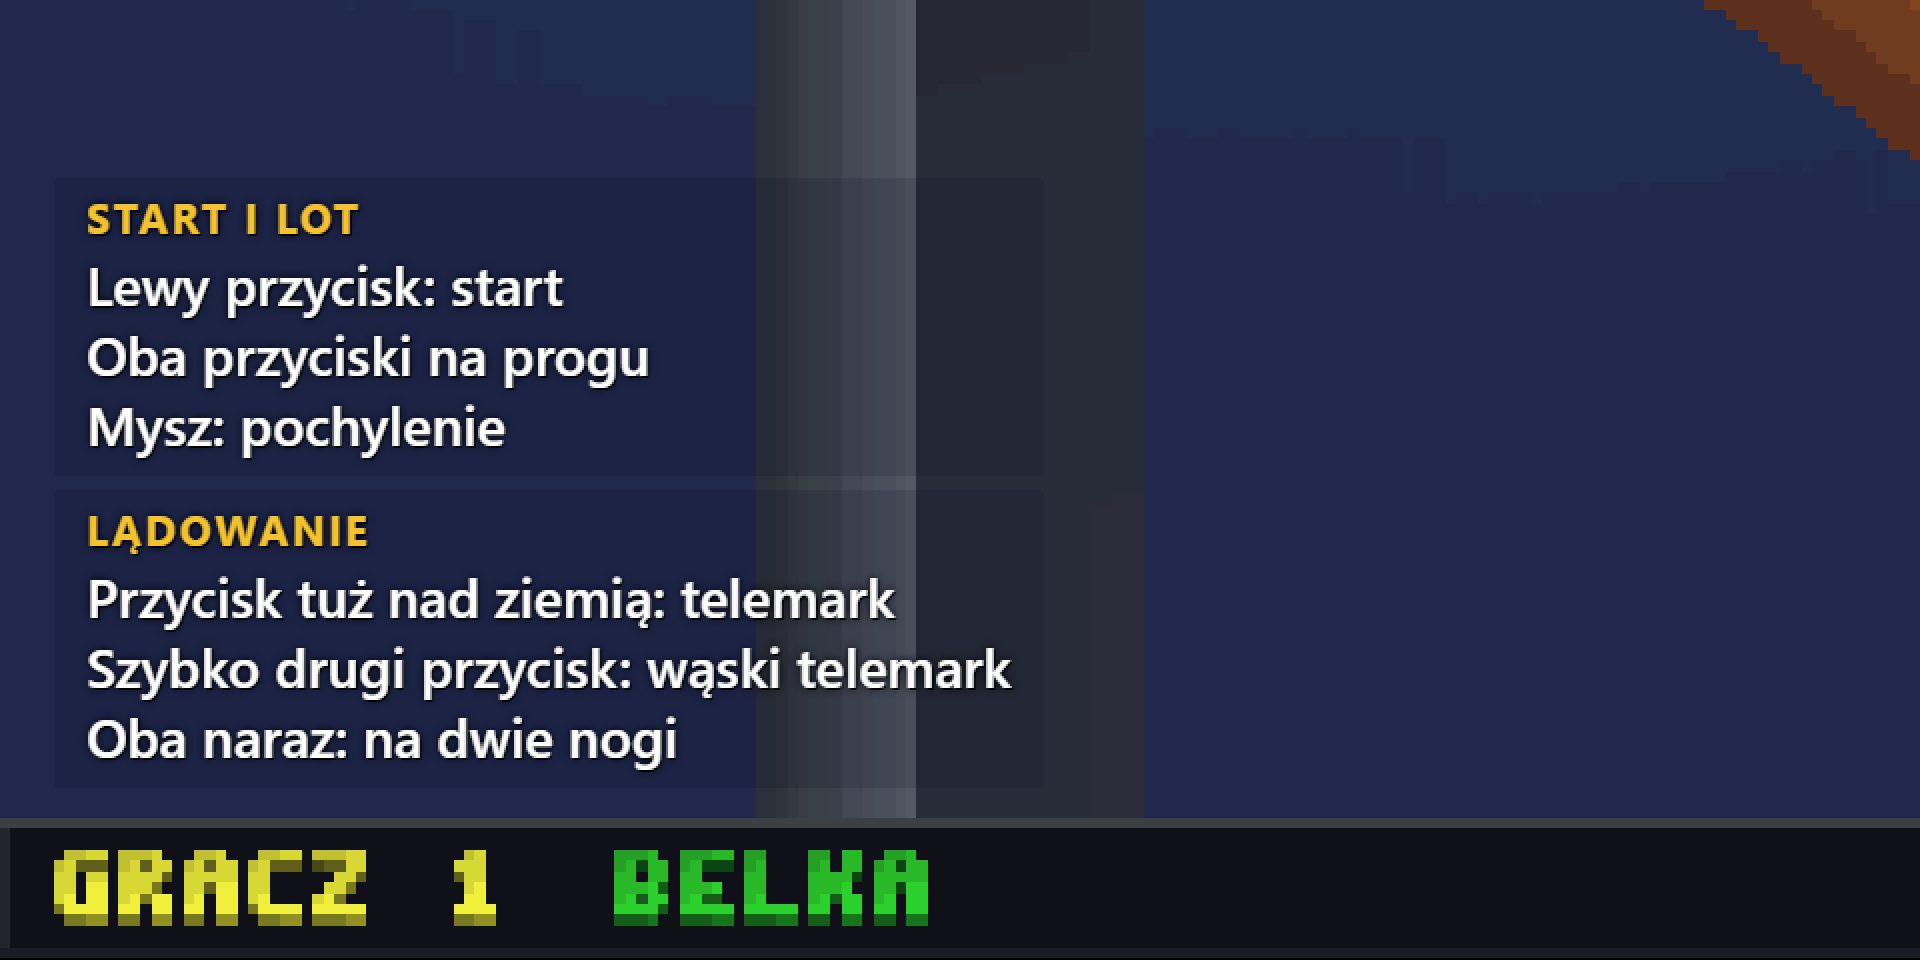 START I LOT
Lewy przycisk: start
Oba przyciski na progu
Mysz: pochylenie
LĄDOWANIE
Przycisk tuż nad ziemią: telemark
Szybko drugi przycisk: wąski telemark
Oba naraz: na dwie nogi
GRACZ 1 BELKA